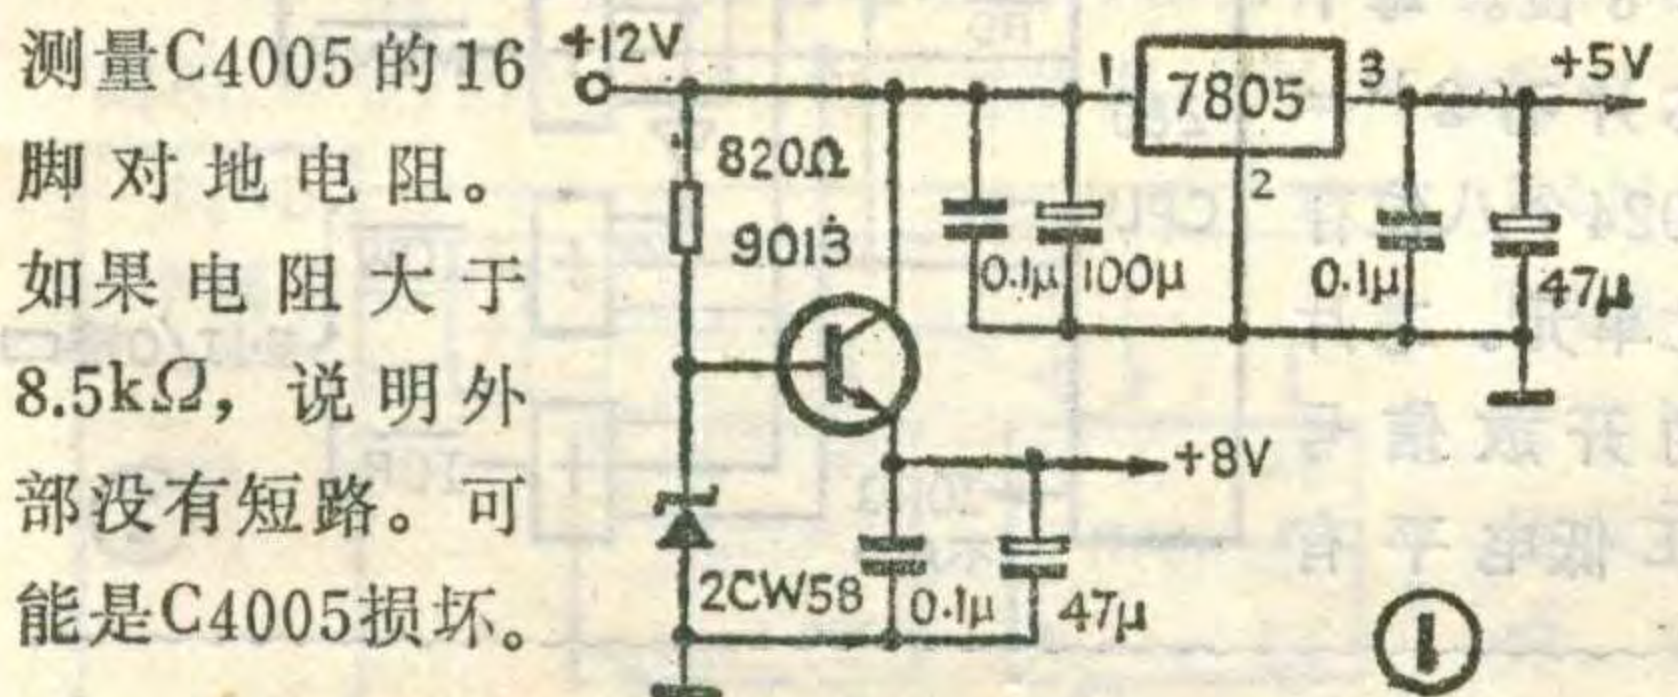 测量C4005的16
脚对地电阻。
如果电阻大于
8.5kΩ，说明外
部没有短路。可
能是C4005损坏。
+12V
820Ω
9013
2CW58
0.1μ
47μ
+8V
0.1μ
100μ
1
7805
3
2
+5V
0.1μ
47μ
1